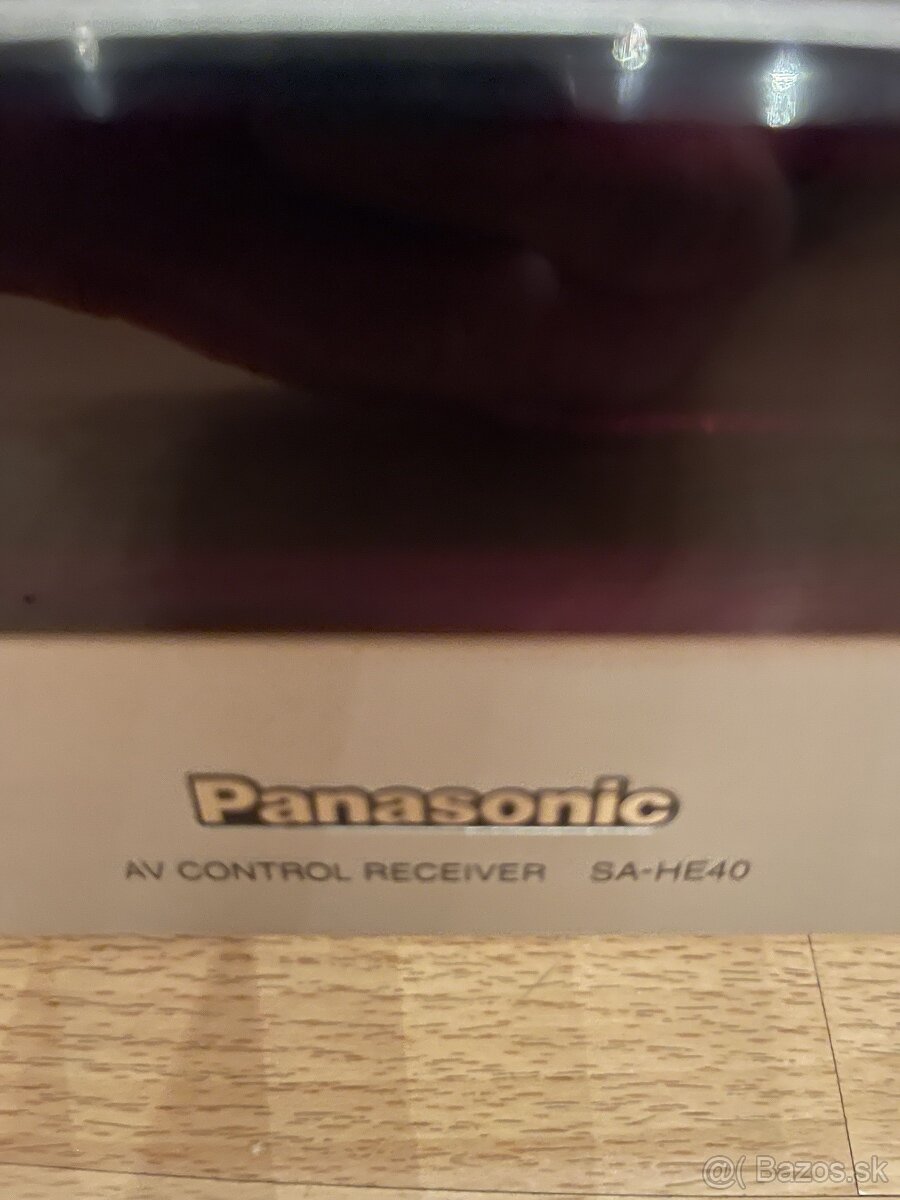 Panasonic
AV CONTROL RECEIVER SA-HE40
@( Bazos.sk